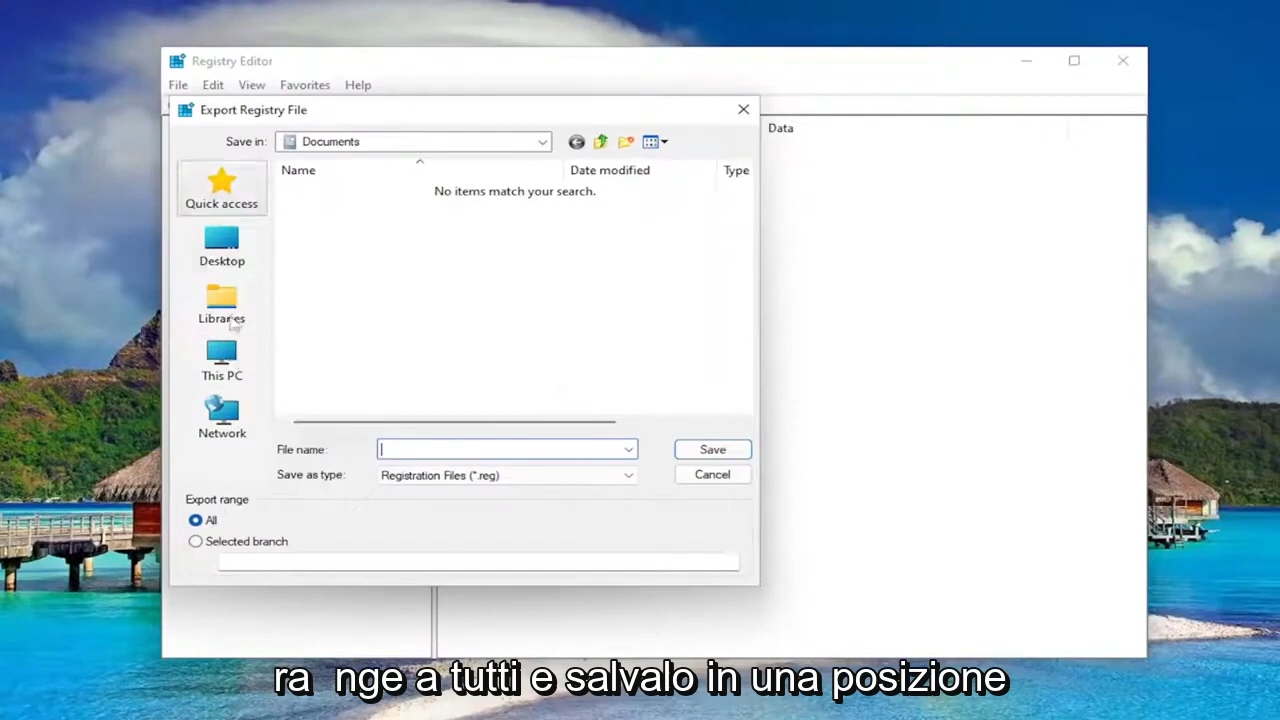 Registry Editor
File Edit View Favorites Help
Export Registry File
Save in: Documents
Data
Name Date modified Type
No items match your search.
Quick access
Desktop
Libraries
This PC
Network
File name: Save
Save as type: Registration Files (*.reg) Cancel
Export range
All
Selected branch
ra nge a tutti e salvalo in una posizione